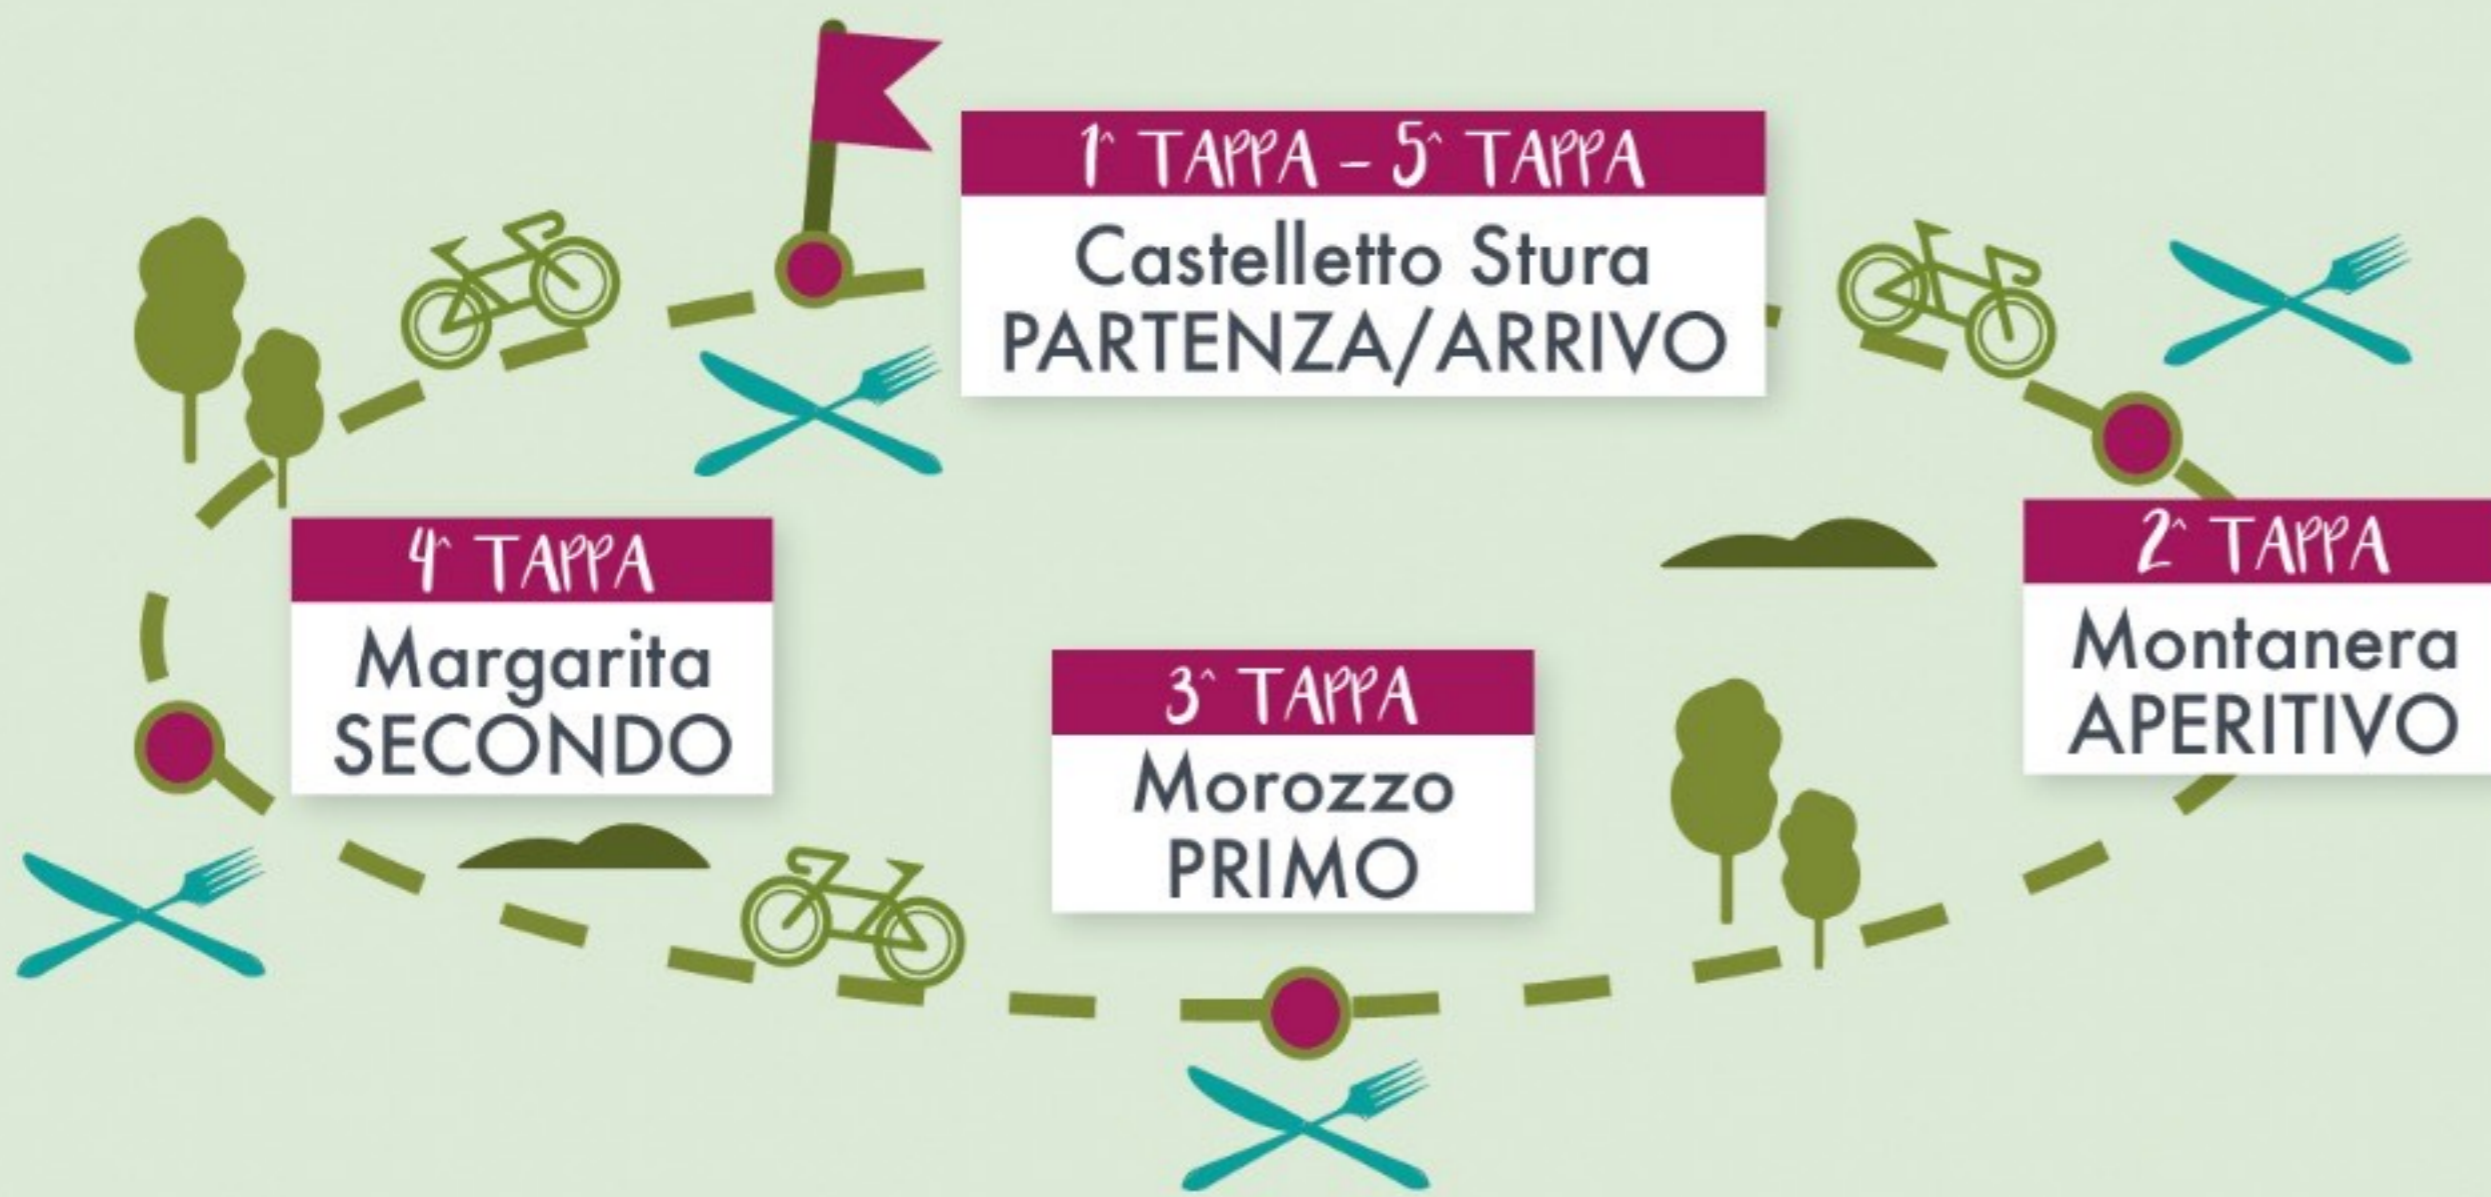 1^ TAPPA – 5^ TAPPA
Castelletto Stura
PARTENZA/ARRIVO
2^ TAPPA
Montanera
APERITIVO
3^ TAPPA
Morozzo
PRIMO
4^ TAPPA
Margarita
SECONDO